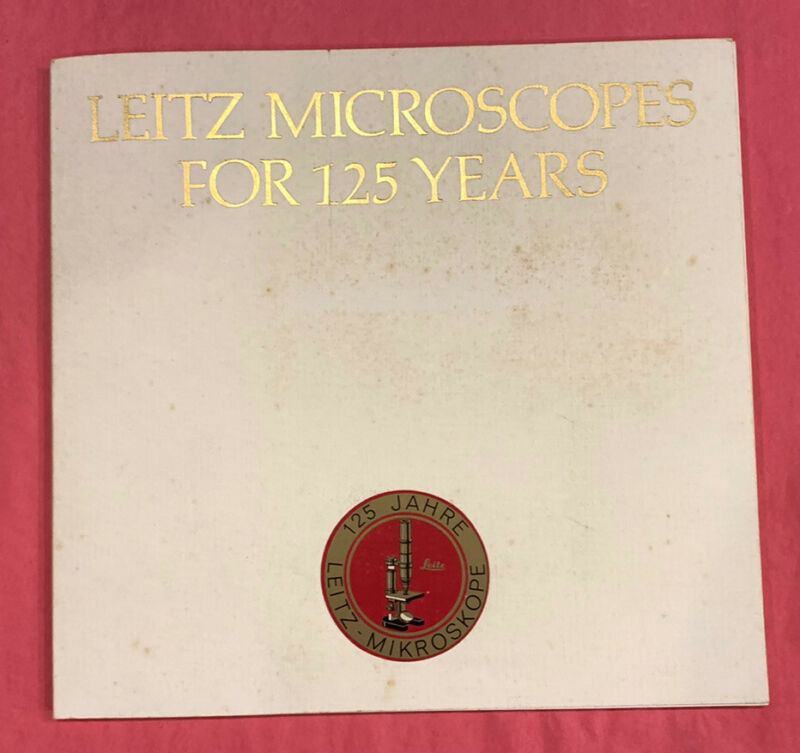 LEITZ MICROSCOPES
FOR 125 YEARS
125 JAHRE
Leitz
LEITZ-MIKROSKOPE